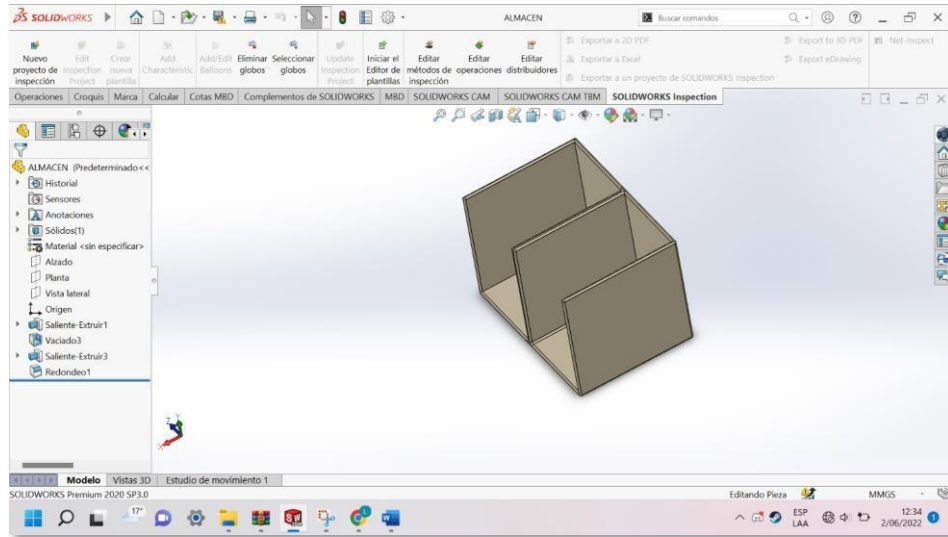 SOLIDWORKS
ALMACEN
Buscar comandos
Nuevo proyecto de inspección
Edit Inspection Project
Crear nueva plantilla
Add Characteristic
Add/Edit Balloons
Eliminar globos
Seleccionar globos
Update Inspection Project
Iniciar el Editor de plantillas
Editar métodos de inspección
Editar operaciones
Editar distribuidores
Exportar a 2D PDF
Exportar a Excel
Exportar a un proyecto de SOLIDWORKS Inspection
Export to 3D PDF
Export eDrawing
Net-Inspect
Operaciones Croquis Marca Calcular Cotas MBD Complementos de SOLIDWORKS MBD SOLIDWORKS CAM SOLIDWORKS CAM TBM SOLIDWORKS Inspection
ALMACEN (Predeterminado<<
Historial
Sensores
Anotaciones
Sólidos(1)
Material <sin especificar>
Alzado
Planta
Vista lateral
Origen
Saliente-Extruir1
Vaciado3
Saliente-Extruir3
Redondeo1
Modelo Vistas 3D Estudio de movimiento 1
SOLIDWORKS Premium 2020 SP3.0
Editando Pieza
MMGS
17°
ESP
LAA
12:34
2/06/2022